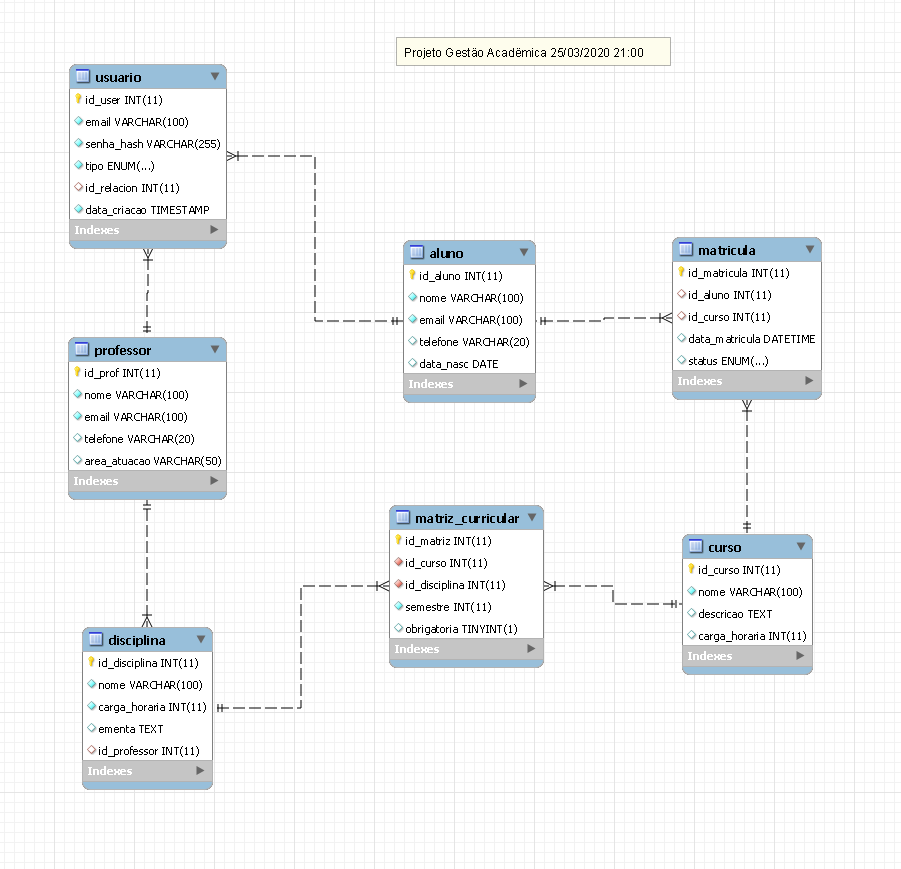 Projeto Gestão Acadêmica 25/03/2020 21:00
usuario
id_user INT(11)
email VARCHAR(100)
senha_hash VARCHAR(255)
tipo ENUM(...)
id_relacion INT(11)
data_criacao TIMESTAMP
Indexes
aluno
id_aluno INT(11)
nome VARCHAR(100)
email VARCHAR(100)
telefone VARCHAR(20)
data_nasc DATE
Indexes
matricula
id_matricula INT(11)
id_aluno INT(11)
id_curso INT(11)
data_matricula DATETIME
status ENUM(...)
Indexes
professor
id_prof INT(11)
nome VARCHAR(100)
email VARCHAR(100)
telefone VARCHAR(20)
area_atuacao VARCHAR(50)
Indexes
matriz_curricular
id_matriz INT(11)
id_curso INT(11)
id_disciplina INT(11)
semestre INT(11)
obrigatoria TINYINT(1)
Indexes
curso
id_curso INT(11)
nome VARCHAR(100)
descricao TEXT
carga_horaria INT(11)
Indexes
disciplina
id_disciplina INT(11)
nome VARCHAR(100)
carga_horaria INT(11)
ementa TEXT
id_professor INT(11)
Indexes